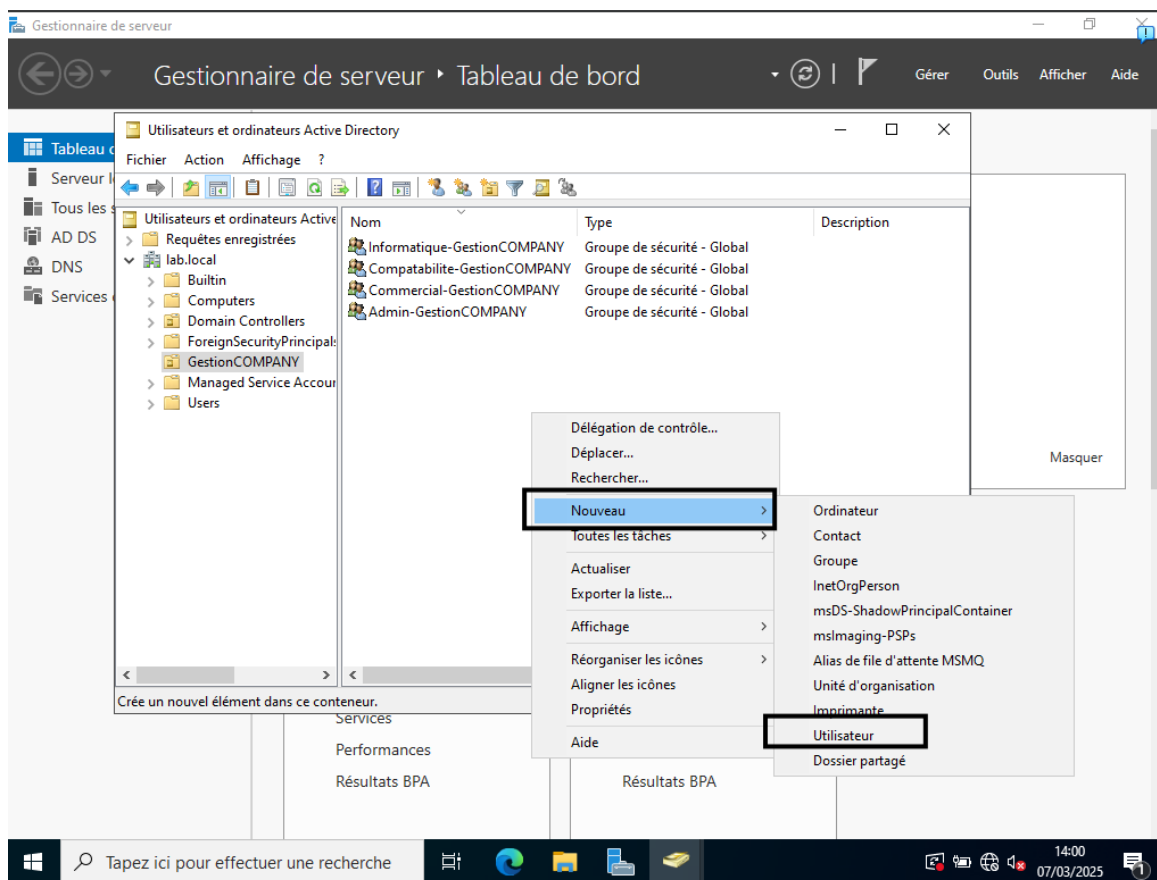 Gestionnaire de serveur
Gestionnaire de serveur ‣ Tableau de bord
Gérer Outils Afficher Aide
Tableau
Serveur
Tous les
AD DS
DNS
Services
Utilisateurs et ordinateurs Active Directory
Fichier Action Affichage ?
Utilisateurs et ordinateurs Active
Requêtes enregistrées
lab.local
Builtin
Computers
Domain Controllers
ForeignSecurityPrincipals
GestionCOMPANY
Managed Service Accour
Users
Nom Type Description
Informatique-GestionCOMPANY Groupe de sécurité - Global
Compatabilite-GestionCOMPANY Groupe de sécurité - Global
Commercial-GestionCOMPANY Groupe de sécurité - Global
Admin-GestionCOMPANY Groupe de sécurité - Global
Délégation de contrôle...
Déplacer...
Rechercher...
Nouveau
Toutes les tâches
Actualiser
Exporter la liste...
Affichage
Réorganiser les icônes
Aligner les icônes
Propriétés
Aide
Ordinateur
Contact
Groupe
InetOrgPerson
msDS-ShadowPrincipalContainer
msImaging-PSPs
Alias de file d'attente MSMQ
Unité d'organisation
Imprimante
Utilisateur
Dossier partagé
Masquer
Crée un nouvel élément dans ce conteneur.
Services
Performances
Résultats BPA
Résultats BPA
Tapez ici pour effectuer une recherche
14:00
07/03/2025
1